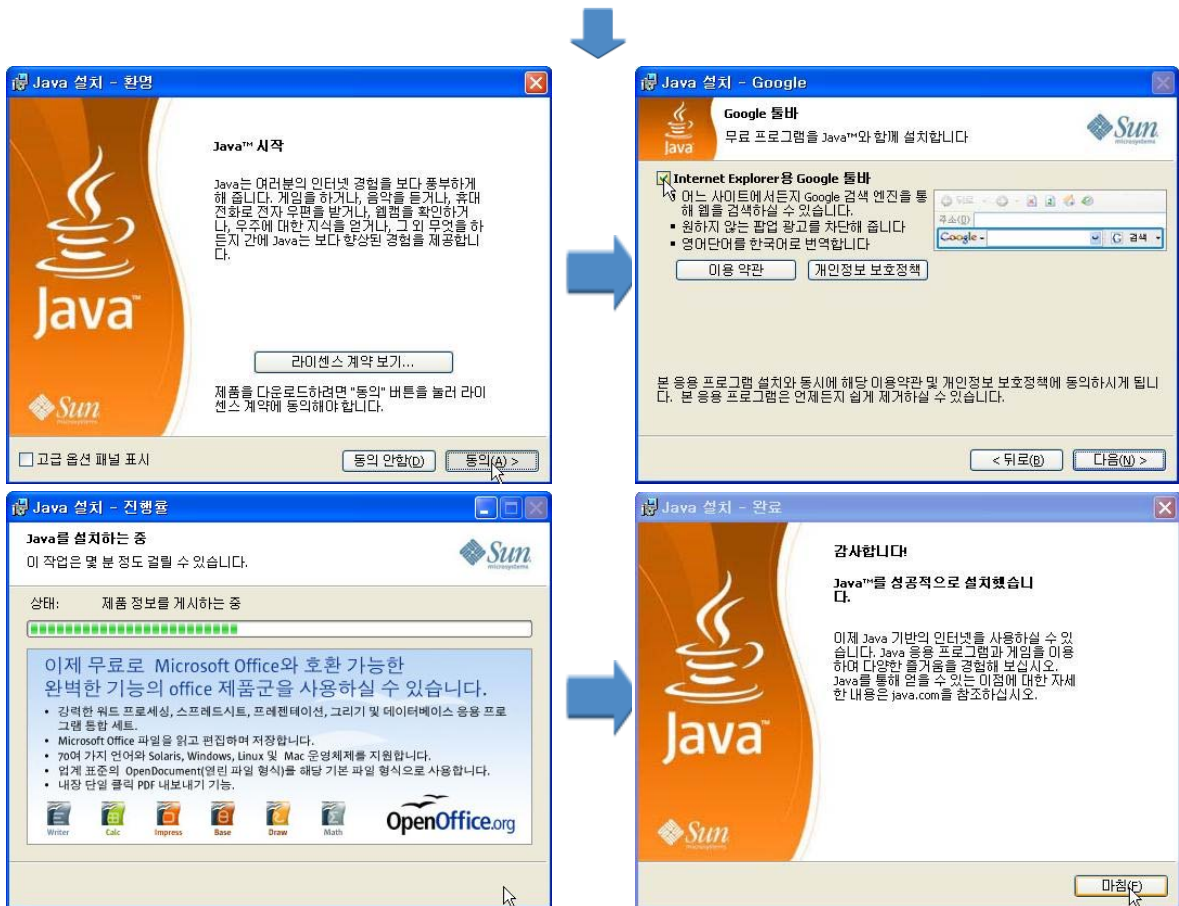 Java 설치 - 환영
Java™ 시작
Java는 여러분의 인터넷 경험을 보다 풍부하게
해 줍니다. 게임을 하거나, 음악을 듣거나, 휴대
전화로 전자 우편을 받거나, 웹캠을 확인하거
나, 우주에 대한 지식을 얻거나, 그 외 무엇을 하
든지 간에 Java는 보다 향상된 경험을 제공합니
다.
Java™
라이센스 계약 보기...
제품을 다운로드하려면 "동의" 버튼을 눌러 라이
센스 계약에 동의해야 합니다.
Sun
microsystems
고급 옵션 패널 표시
동의 안함(D)
동의(A) >
Java 설치 - Google
Google 툴바
무료 프로그램을 Java™와 함께 설치합니다
Java
Sun
microsystems
Internet Explorer용 Google 툴바
어느 사이트에서든지 Google 검색 엔진을 통
해 웹을 검색하실 수 있습니다.
▪ 원하지 않는 팝업 광고를 차단해 줍니다
▪ 영어단어를 한국어로 번역합니다
뒤로
주소(D)
Google
G 검색
이용 약관
개인정보 보호정책
본 응용 프로그램 설치와 동시에 해당 이용약관 및 개인정보 보호정책에 동의하시게 됩니
다. 본 응용 프로그램은 언제든지 쉽게 제거하실 수 있습니다.
< 뒤로(B)
다음(N) >
Java 설치 - 진행률
Java를 설치하는 중
이 작업은 몇 분 정도 걸릴 수 있습니다.
Sun
microsystems
상태: 제품 정보를 게시하는 중
이제 무료로 Microsoft Office와 호환 가능한
완벽한 기능의 office 제품군을 사용하실 수 있습니다.
• 강력한 워드 프로세싱, 스프레드시트, 프레젠테이션, 그리기 및 데이터베이스 응용 프로
그램 통합 세트.
• Microsoft Office 파일을 읽고 편집하며 저장합니다.
• 70여 가지 언어와 Solaris, Windows, Linux 및 Mac 운영체제를 지원합니다.
• 업계 표준의 OpenDocument(열린 파일 형식)를 해당 기본 파일 형식으로 사용합니다.
• 내장 단일 클릭 PDF 내보내기 기능.
Writer Calc Impress Base Draw Math
OpenOffice.org
Java 설치 - 완료
감사합니다!
Java™를 성공적으로 설치했습니
다.
이제 Java 기반의 인터넷을 사용하실 수 있
습니다. Java 응용 프로그램과 게임을 이용
하며 다양한 즐거움을 경험해 보십시오.
Java를 통해 얻을 수 있는 이점에 대한 자세
한 내용은 java.com을 참조하십시오.
Java™
Sun
microsystems
마침(F)